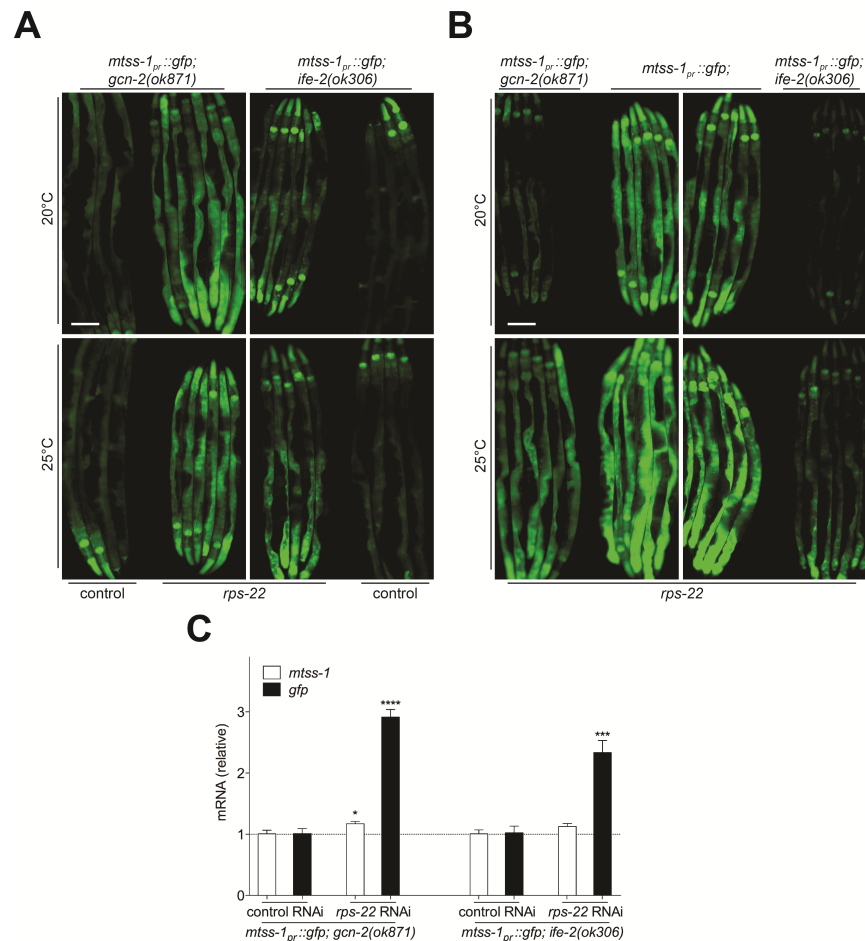 A
mtss-1pr::gfp;
gcn-2(ok871)
mtss-1pr::gfp;
ife-2(ok306)
20°C
25°C
control
rps-22
control
B
mtss-1pr::gfp;
gcn-2(ok871)
mtss-1pr::gfp;
mtss-1pr::gfp;
ife-2(ok306)
20°C
25°C
rps-22
C
mtss-1
gfp
mRNA (relative)
3
2
1
0
****
***
*
control RNAi
rps-22 RNAi
control RNAi
rps-22 RNAi
mtss-1pr::gfp; gcn-2(ok871)
mtss-1pr::gfp; ife-2(ok306)